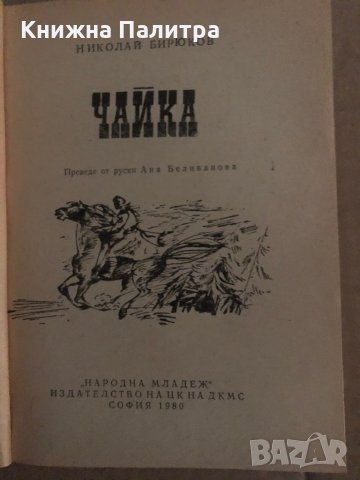 Книжна Палитра
НИКОЛАЙ БИРЮКОВ
ЧАЙКА
Преведе от руски Ана Беливанова
„НАРОДНА МЛАДЕЖ"
ИЗДАТЕЛСТВО НА ЦК НА ДКМС
СОФИЯ 1980
BAZAR